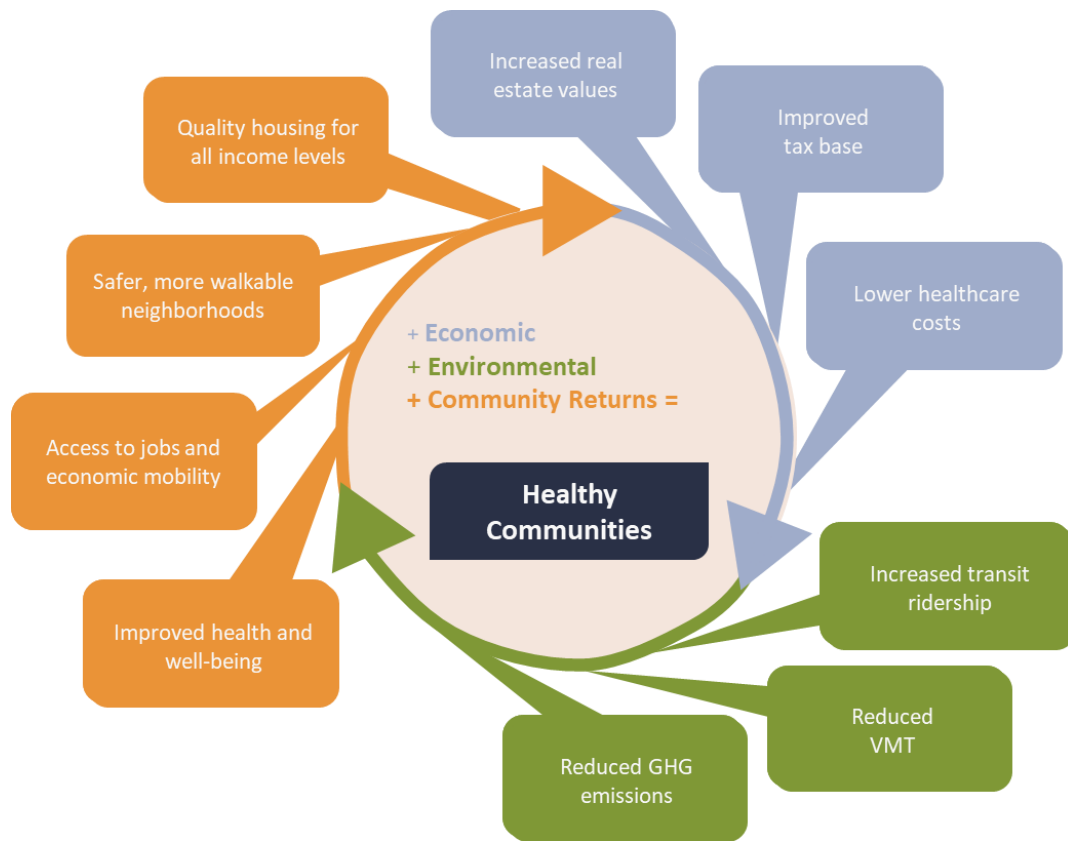 Increased real
estate values
Improved
tax base
Quality housing for
all income levels
Safer, more walkable
neighborhoods
Lower healthcare
costs
+ Economic
+ Environmental
+ Community Returns =
Healthy
Communities
Access to jobs and
economic mobility
Increased transit
ridership
Improved health and
well-being
Reduced
VMT
Reduced GHG
emissions